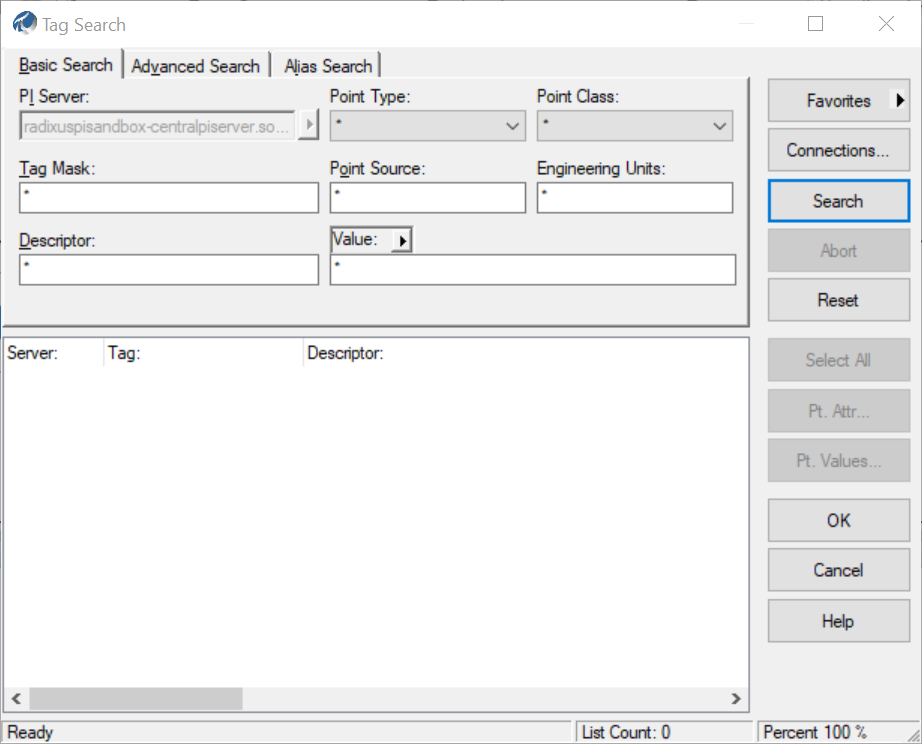 Tag Search
Basic Search Advanced Search Alias Search
PI Server: Point Type: Point Class:
radixuspisandbox-centralpiserver.so... * *
Tag Mask: Point Source: Engineering Units:
* * *
Descriptor: Value:
* *
Server: Tag: Descriptor:
Favorites
Connections...
Search
Abort
Reset
Select All
Pt. Attr...
Pt. Values...
OK
Cancel
Help
Ready List Count: 0 Percent 100 %